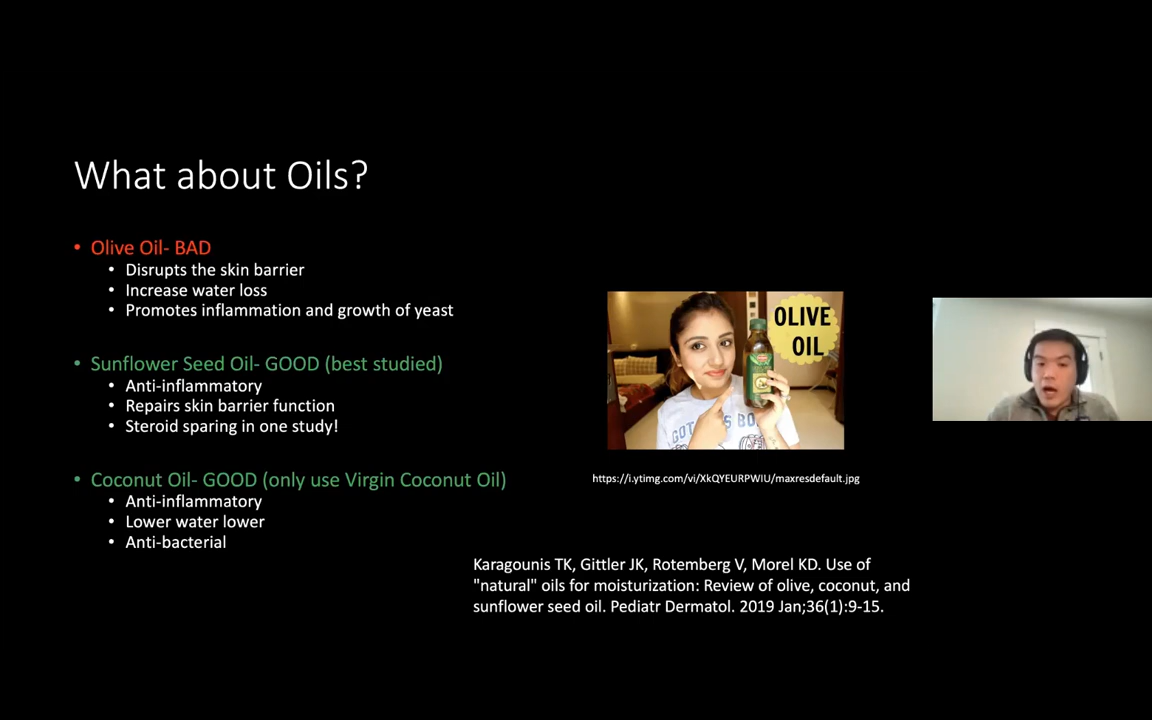 What about Oils?
• Olive Oil- BAD
• Disrupts the skin barrier
• Increase water loss
• Promotes inflammation and growth of yeast
• Sunflower Seed Oil- GOOD (best studied)
• Anti-inflammatory
• Repairs skin barrier function
• Steroid sparing in one study!
• Coconut Oil- GOOD (only use Virgin Coconut Oil)
• Anti-inflammatory
• Lower water lower
• Anti-bacterial
OLIVE
OIL
https://i.ytimg.com/vi/XkQYEURPWIU/maxresdefault.jpg
Karagounis TK, Gittler JK, Rotemberg V, Morel KD. Use of
"natural" oils for moisturization: Review of olive, coconut, and
sunflower seed oil. Pediatr Dermatol. 2019 Jan;36(1):9-15.